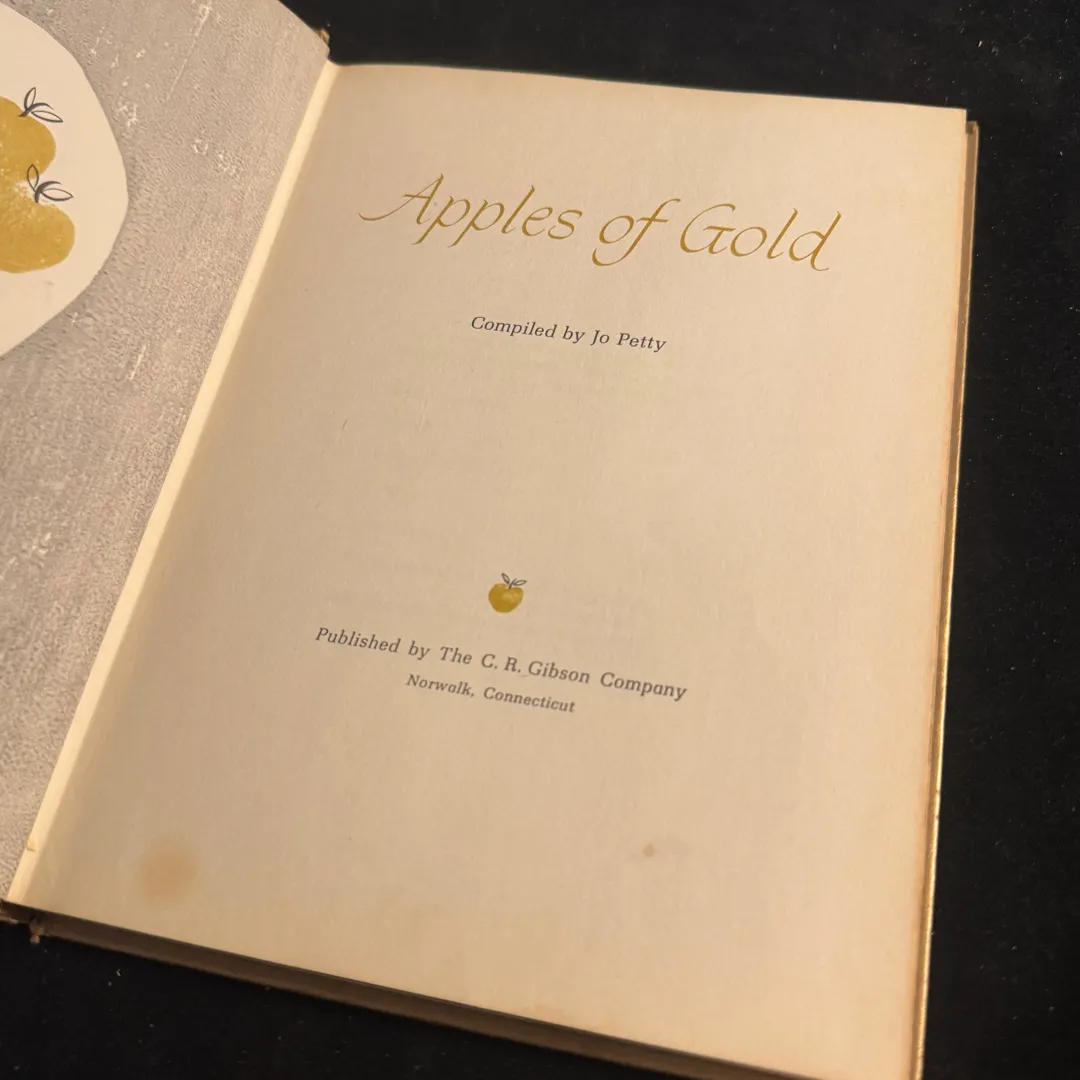 Apples of Gold
Compiled by Jo Petty
Published by The C. R. Gibson Company
Norwalk, Connecticut